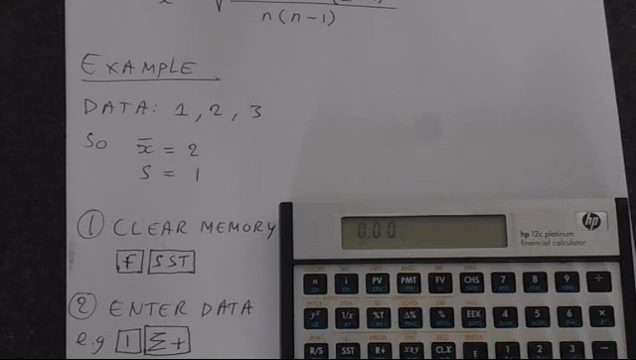 n(n-1)
EXAMPLE
DATA: 1, 2, 3
So x̄ = 2
S = 1
① CLEAR MEMORY
f SST
② ENTER DATA
e.g 1 Σ+
0.00
hp
hp 12c platinum
financial calculator
n i PV PMT FV CHS 7 8 9 ÷
yˣ 1/x %T Δ% % EEX 4 5 6 ×
R/S SST R↓ x≷y CLX 1 2 3 −